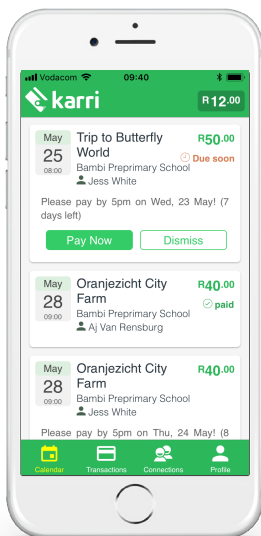 Vodacom 09:40
karri R12.00
May 25 08:00
Trip to Butterfly R50.00
World Due soon
Bambi Preprimary School
Jess White
Please pay by 5pm on Wed, 23 May! (7
days left)
Pay Now Dismiss
May 28 09:00
Oranjezicht City R40.00
Farm paid
Bambi Preprimary School
Aj Van Rensburg
May 28 09:00
Oranjezicht City R40.00
Farm
Bambi Preprimary School
Jess White
Please pay by 5pm on Thu, 24 May! (8
Calendar Transactions Connections Profile